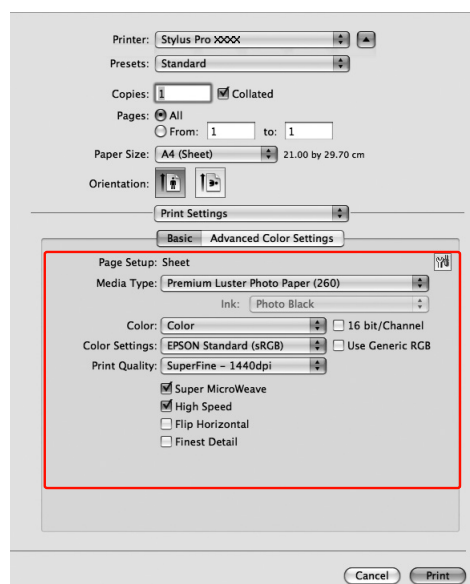 Printer: Stylus Pro XXXX
Presets: Standard
Copies: 1 Collated
Pages: All
From: 1 to: 1
Paper Size: A4 (Sheet) 21.00 by 29.70 cm
Orientation:
Print Settings
Basic Advanced Color Settings
Page Setup: Sheet
Media Type: Premium Luster Photo Paper (260)
Ink: Photo Black
Color: Color 16 bit/Channel
Color Settings: EPSON Standard (sRGB) Use Generic RGB
Print Quality: SuperFine - 1440dpi
Super MicroWeave
High Speed
Flip Horizontal
Finest Detail
Cancel Print